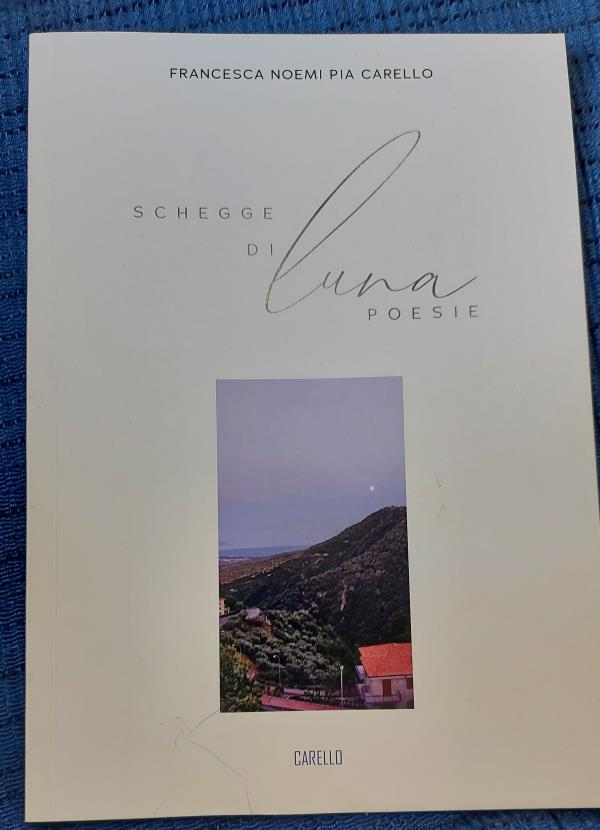 FRANCESCA NOEMI PIA CARELLO
SCHEGGE
DI luna
POESIE
CARELLO